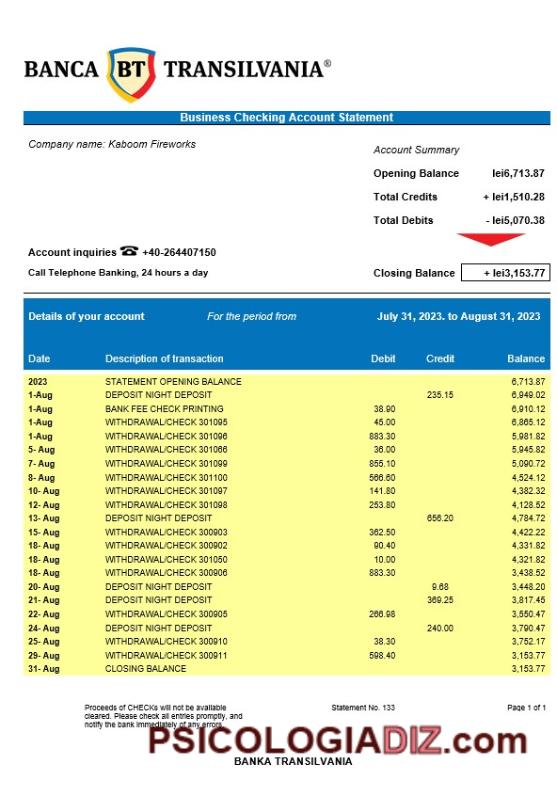 BANCA BT TRANSILVANIA®
Business Checking Account Statement
Company name: Kaboom Fireworks
Account Summary
Opening Balance lei6,713.87
Total Credits + lei1,510.28
Total Debits - lei5,070.38
Account inquiries ☎ +40-264407150
Call Telephone Banking, 24 hours a day
Closing Balance + lei3,153.77
Details of your account For the period from July 31, 2023. to August 31, 2023
Date Description of transaction Debit Credit Balance
2023 STATEMENT OPENING BALANCE 6,713.87
1-Aug DEPOSIT NIGHT DEPOSIT 235.15 6,949.02
1-Aug BANK FEE CHECK PRINTING 38.90 6,910.12
1-Aug WITHDRAWAL/CHECK 301095 45.00 6,865.12
1-Aug WITHDRAWAL/CHECK 301096 883.30 5,981.82
5- Aug WITHDRAWAL/CHECK 301066 36.00 5,945.82
7- Aug WITHDRAWAL/CHECK 301099 855.10 5,090.72
8- Aug WITHDRAWAL/CHECK 301100 566.60 4,524.12
10- Aug WITHDRAWAL/CHECK 301097 141.80 4,382.32
12- Aug WITHDRAWAL/CHECK 301098 253.80 4,128.52
13- Aug DEPOSIT NIGHT DEPOSIT 656.20 4,784.72
15- Aug WITHDRAWAL/CHECK 300903 362.50 4,422.22
18- Aug WITHDRAWAL/CHECK 300902 90.40 4,331.82
18- Aug WITHDRAWAL/CHECK 301050 10.00 4,321.82
18- Aug WITHDRAWAL/CHECK 300906 883.30 3,438.52
20- Aug DEPOSIT NIGHT DEPOSIT 9.68 3,448.20
21- Aug DEPOSIT NIGHT DEPOSIT 369.25 3,817.45
22- Aug WITHDRAWAL/CHECK 300905 266.98 3,550.47
24- Aug DEPOSIT NIGHT DEPOSIT 240.00 3,790.47
25- Aug WITHDRAWAL/CHECK 300910 38.30 3,752.17
29- Aug WITHDRAWAL/CHECK 300911 598.40 3,153.77
31- Aug CLOSING BALANCE 3,153.77
Proceeds of CHECKs will not be available Statement No. 133 Page 1 of 1
cleared. Please check all entries promptly, and
notify the bank immediately of any errors.
PSICOLOGIADIZ.com
BANKA TRANSILVANIA